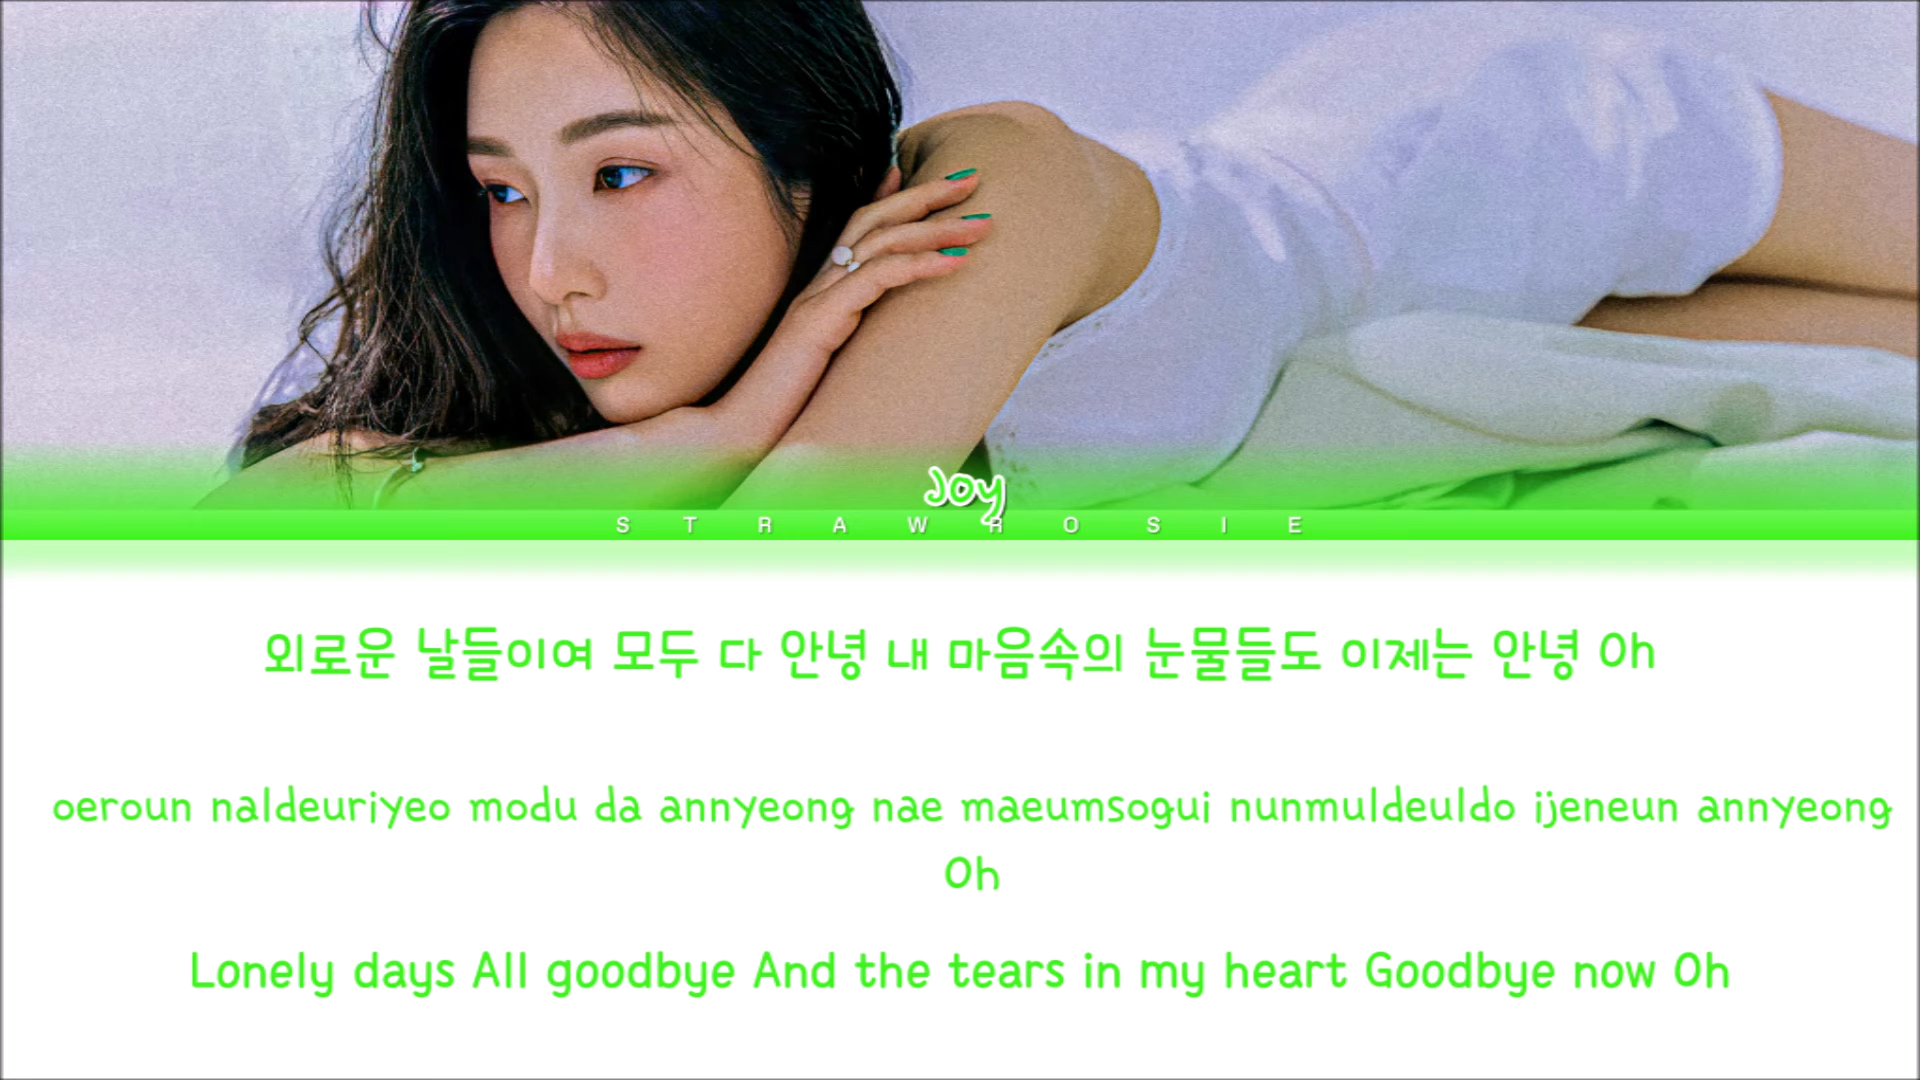 Joy
STRAWROSIE
외로운 날들이여 모두 다 안녕 내 마음속의 눈물들도 이제는 안녕 Oh
oeroun naldeuriyeo modu da annyeong nae maeumsogui nunmuldeuldo ijeneun annyeong
Oh
Lonely days All goodbye And the tears in my heart Goodbye now Oh